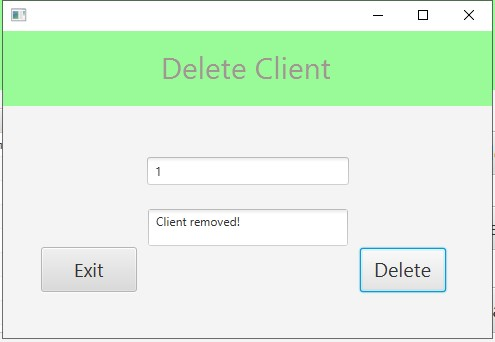 Delete Client
1
Client removed!
Exit
Delete